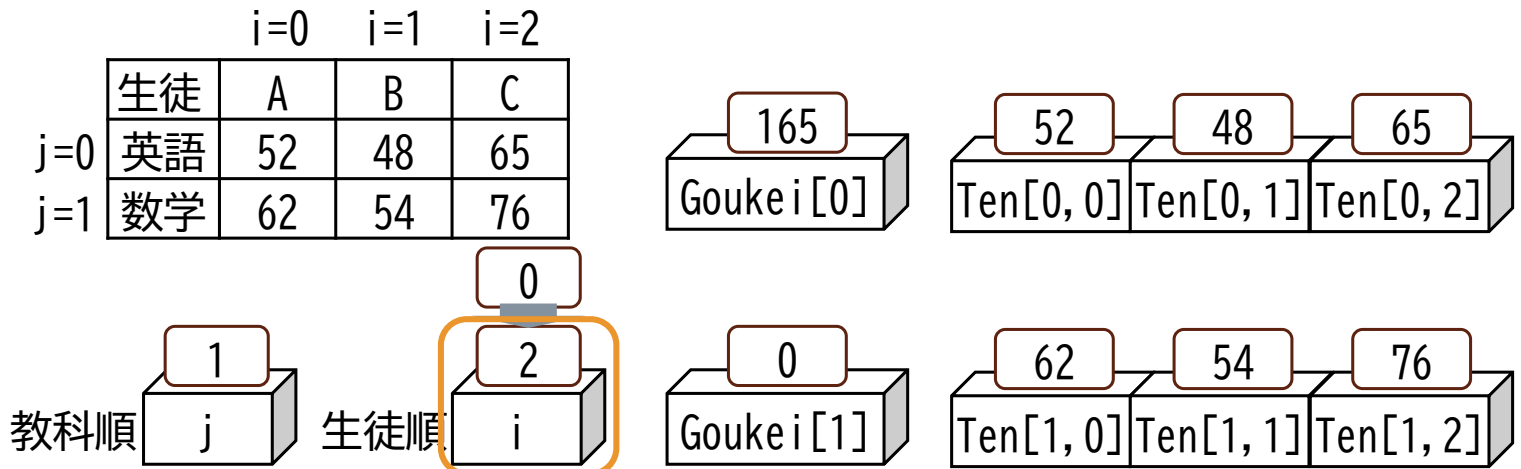 i=0 i=1 i=2
生徒 A B C
j=0 英語 52 48 65
j=1 数学 62 54 76
165
Goukei[0]
52 48 65
Ten[0,0] Ten[0,1] Ten[0,2]
0
1
教科順 j
2
生徒順 i
0
Goukei[1]
62 54 76
Ten[1,0] Ten[1,1] Ten[1,2]